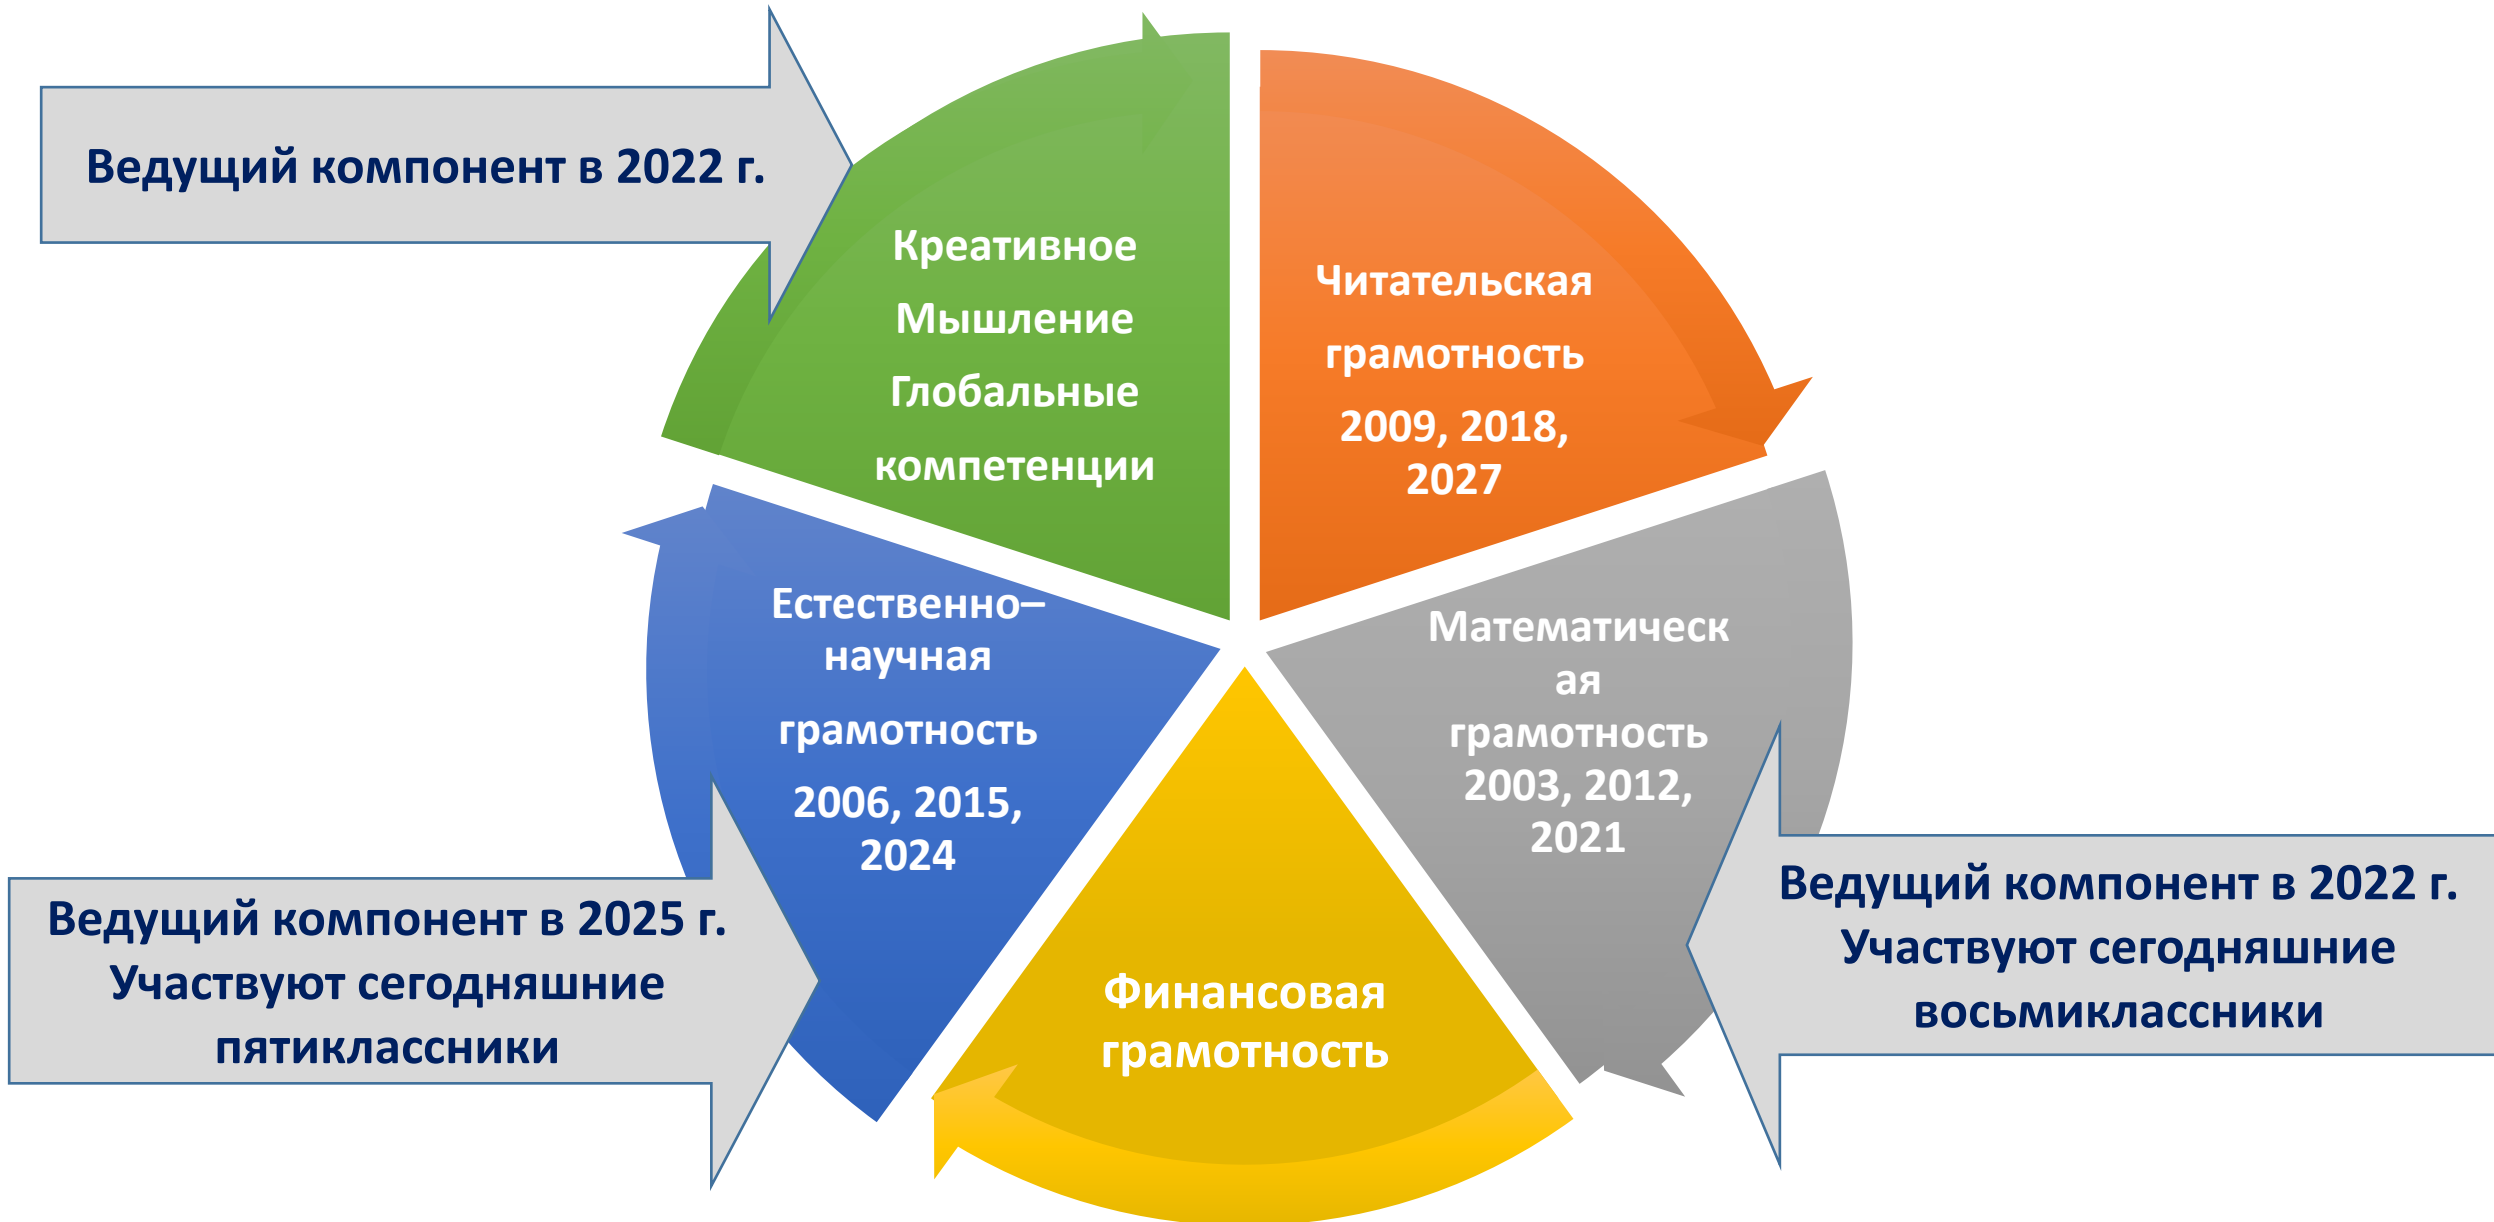 Ведущий компонент в 2022 г.
Креативное
Мышление
Глобальные
компетенции
Читательская
грамотность
2009, 2018,
2027
Естественно–
научная
грамотность
2006, 2015,
2024
Математическ
ая
грамотность
2003, 2012,
2021
Ведущий компонент в 2025 г.
Участвуют сегодняшние
пятиклассники
Финансовая
грамотность
Ведущий компонент в 2022 г.
Участвуют сегодняшние
восьмиклассники